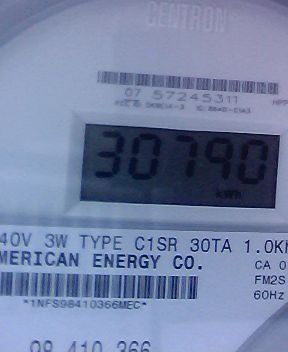 CENTRON
07 57245311
30790
kWh
40V 3W TYPE C1SR 30TA 1.0Kh
MERICAN ENERGY CO.
CA 0
FM2S
60Hz
*1NFS98410366MEC*
98 410 366